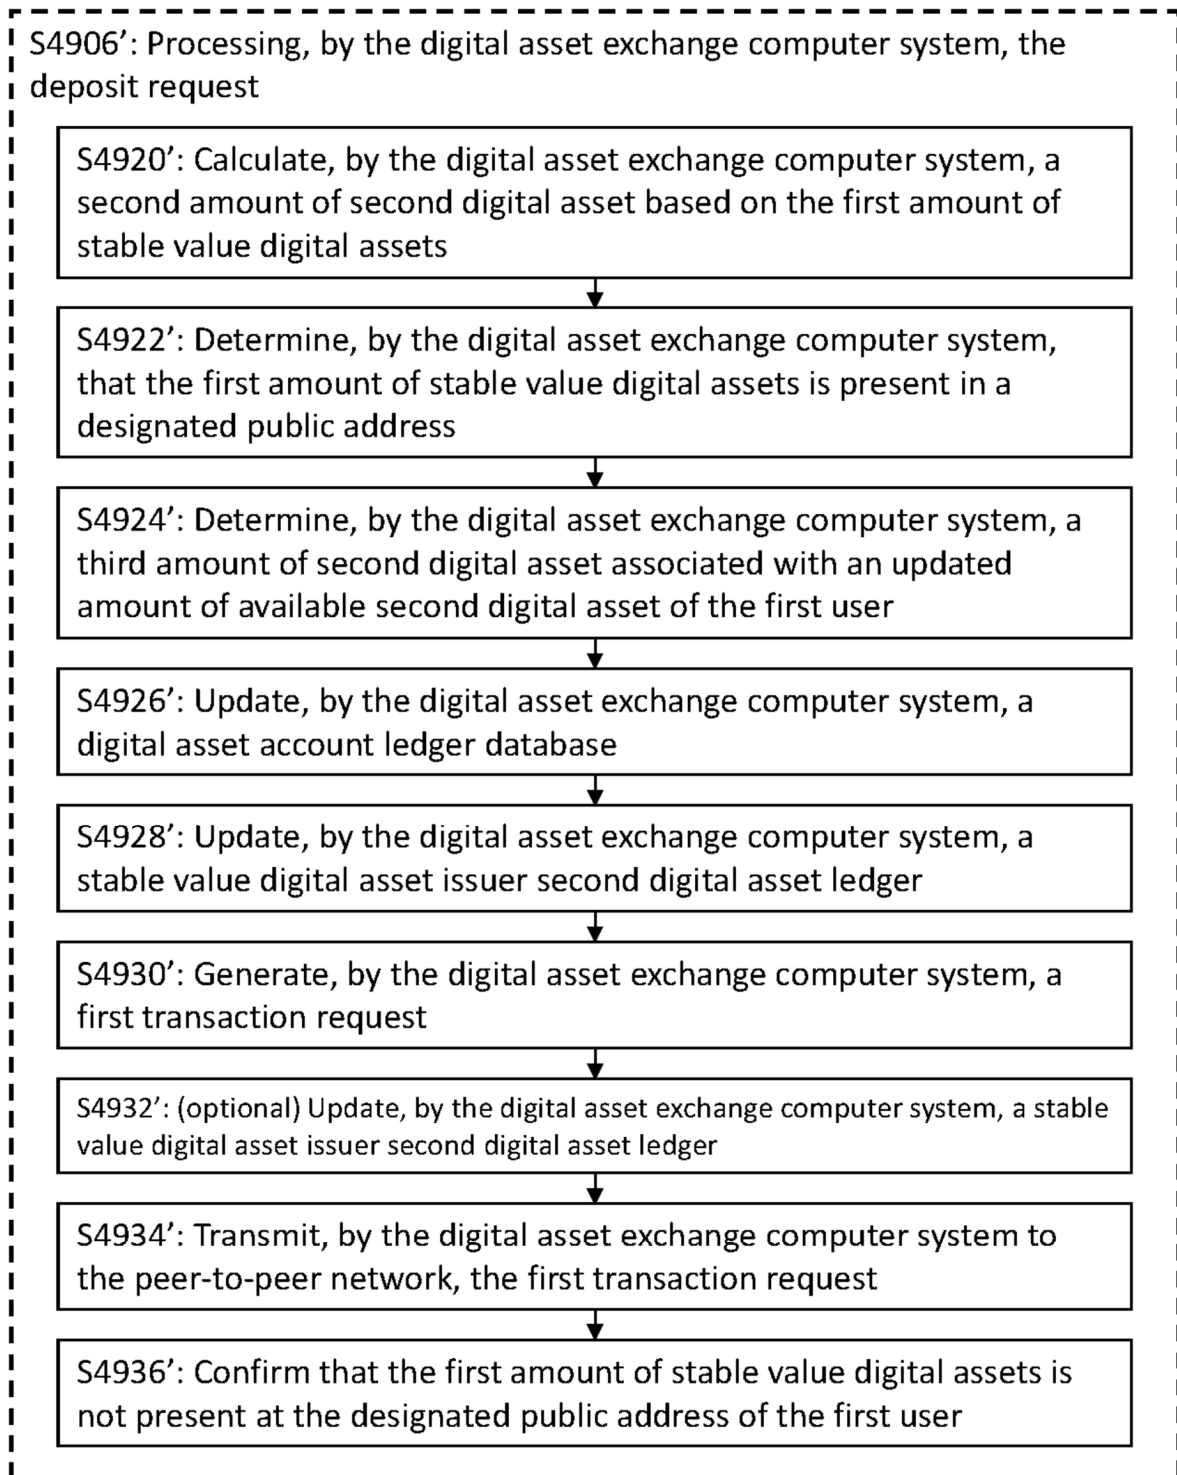 S4906’: Processing, by the digital asset exchange computer system, the
deposit request
S4920’: Calculate, by the digital asset exchange computer system, a
second amount of second digital asset based on the first amount of
stable value digital assets
S4922’: Determine, by the digital asset exchange computer system,
that the first amount of stable value digital assets is present in a
designated public address
S4924’: Determine, by the digital asset exchange computer system, a
third amount of second digital asset associated with an updated
amount of available second digital asset of the first user
S4926’: Update, by the digital asset exchange computer system, a
digital asset account ledger database
S4928’: Update, by the digital asset exchange computer system, a
stable value digital asset issuer second digital asset ledger
S4930’: Generate, by the digital asset exchange computer system, a
first transaction request
S4932’: (optional) Update, by the digital asset exchange computer system, a stable
value digital asset issuer second digital asset ledger
S4934’: Transmit, by the digital asset exchange computer system to
the peer-to-peer network, the first transaction request
S4936’: Confirm that the first amount of stable value digital assets is
not present at the designated public address of the first user